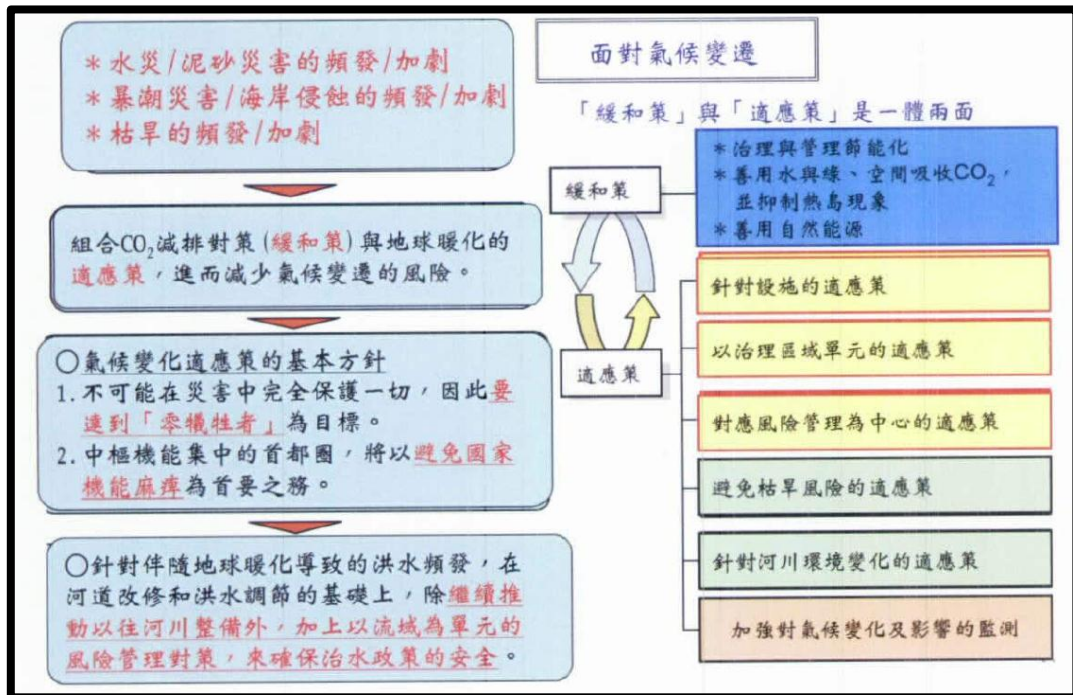 *水災/泥砂災害的頻發/加劇
*暴潮災害/海岸侵蝕的頻發/加劇
*枯旱的頻發/加劇
組合CO₂減排對策(緩和策)與地球暖化的
適應策，進而減少氣候變遷的風險。
○氣候變化適應策的基本方針
1. 不可能在災害中完全保護一切，因此要
達到「零犧牲者」為目標。
2. 中樞機能集中的首都圈，將以避免國家
機能麻痺為首要之務。
○針對伴隨地球暖化導致的洪水頻發，在
河道改修和洪水調節的基礎上，除繼續推
動以往河川整備外，加上以流域為單元的
風險管理對策，來確保治水政策的安全。
面對氣候變遷
「緩和策」與「適應策」是一體兩面
緩和策
*治理與管理節能化
*善用水與綠、空間吸收CO₂，
並抑制熱島現象
*善用自然能源
適應策
針對設施的適應策
以治理區域單元的適應策
對應風險管理為中心的適應策
避免枯旱風險的適應策
針對河川環境變化的適應策
加強對氣候變化及影響的監測